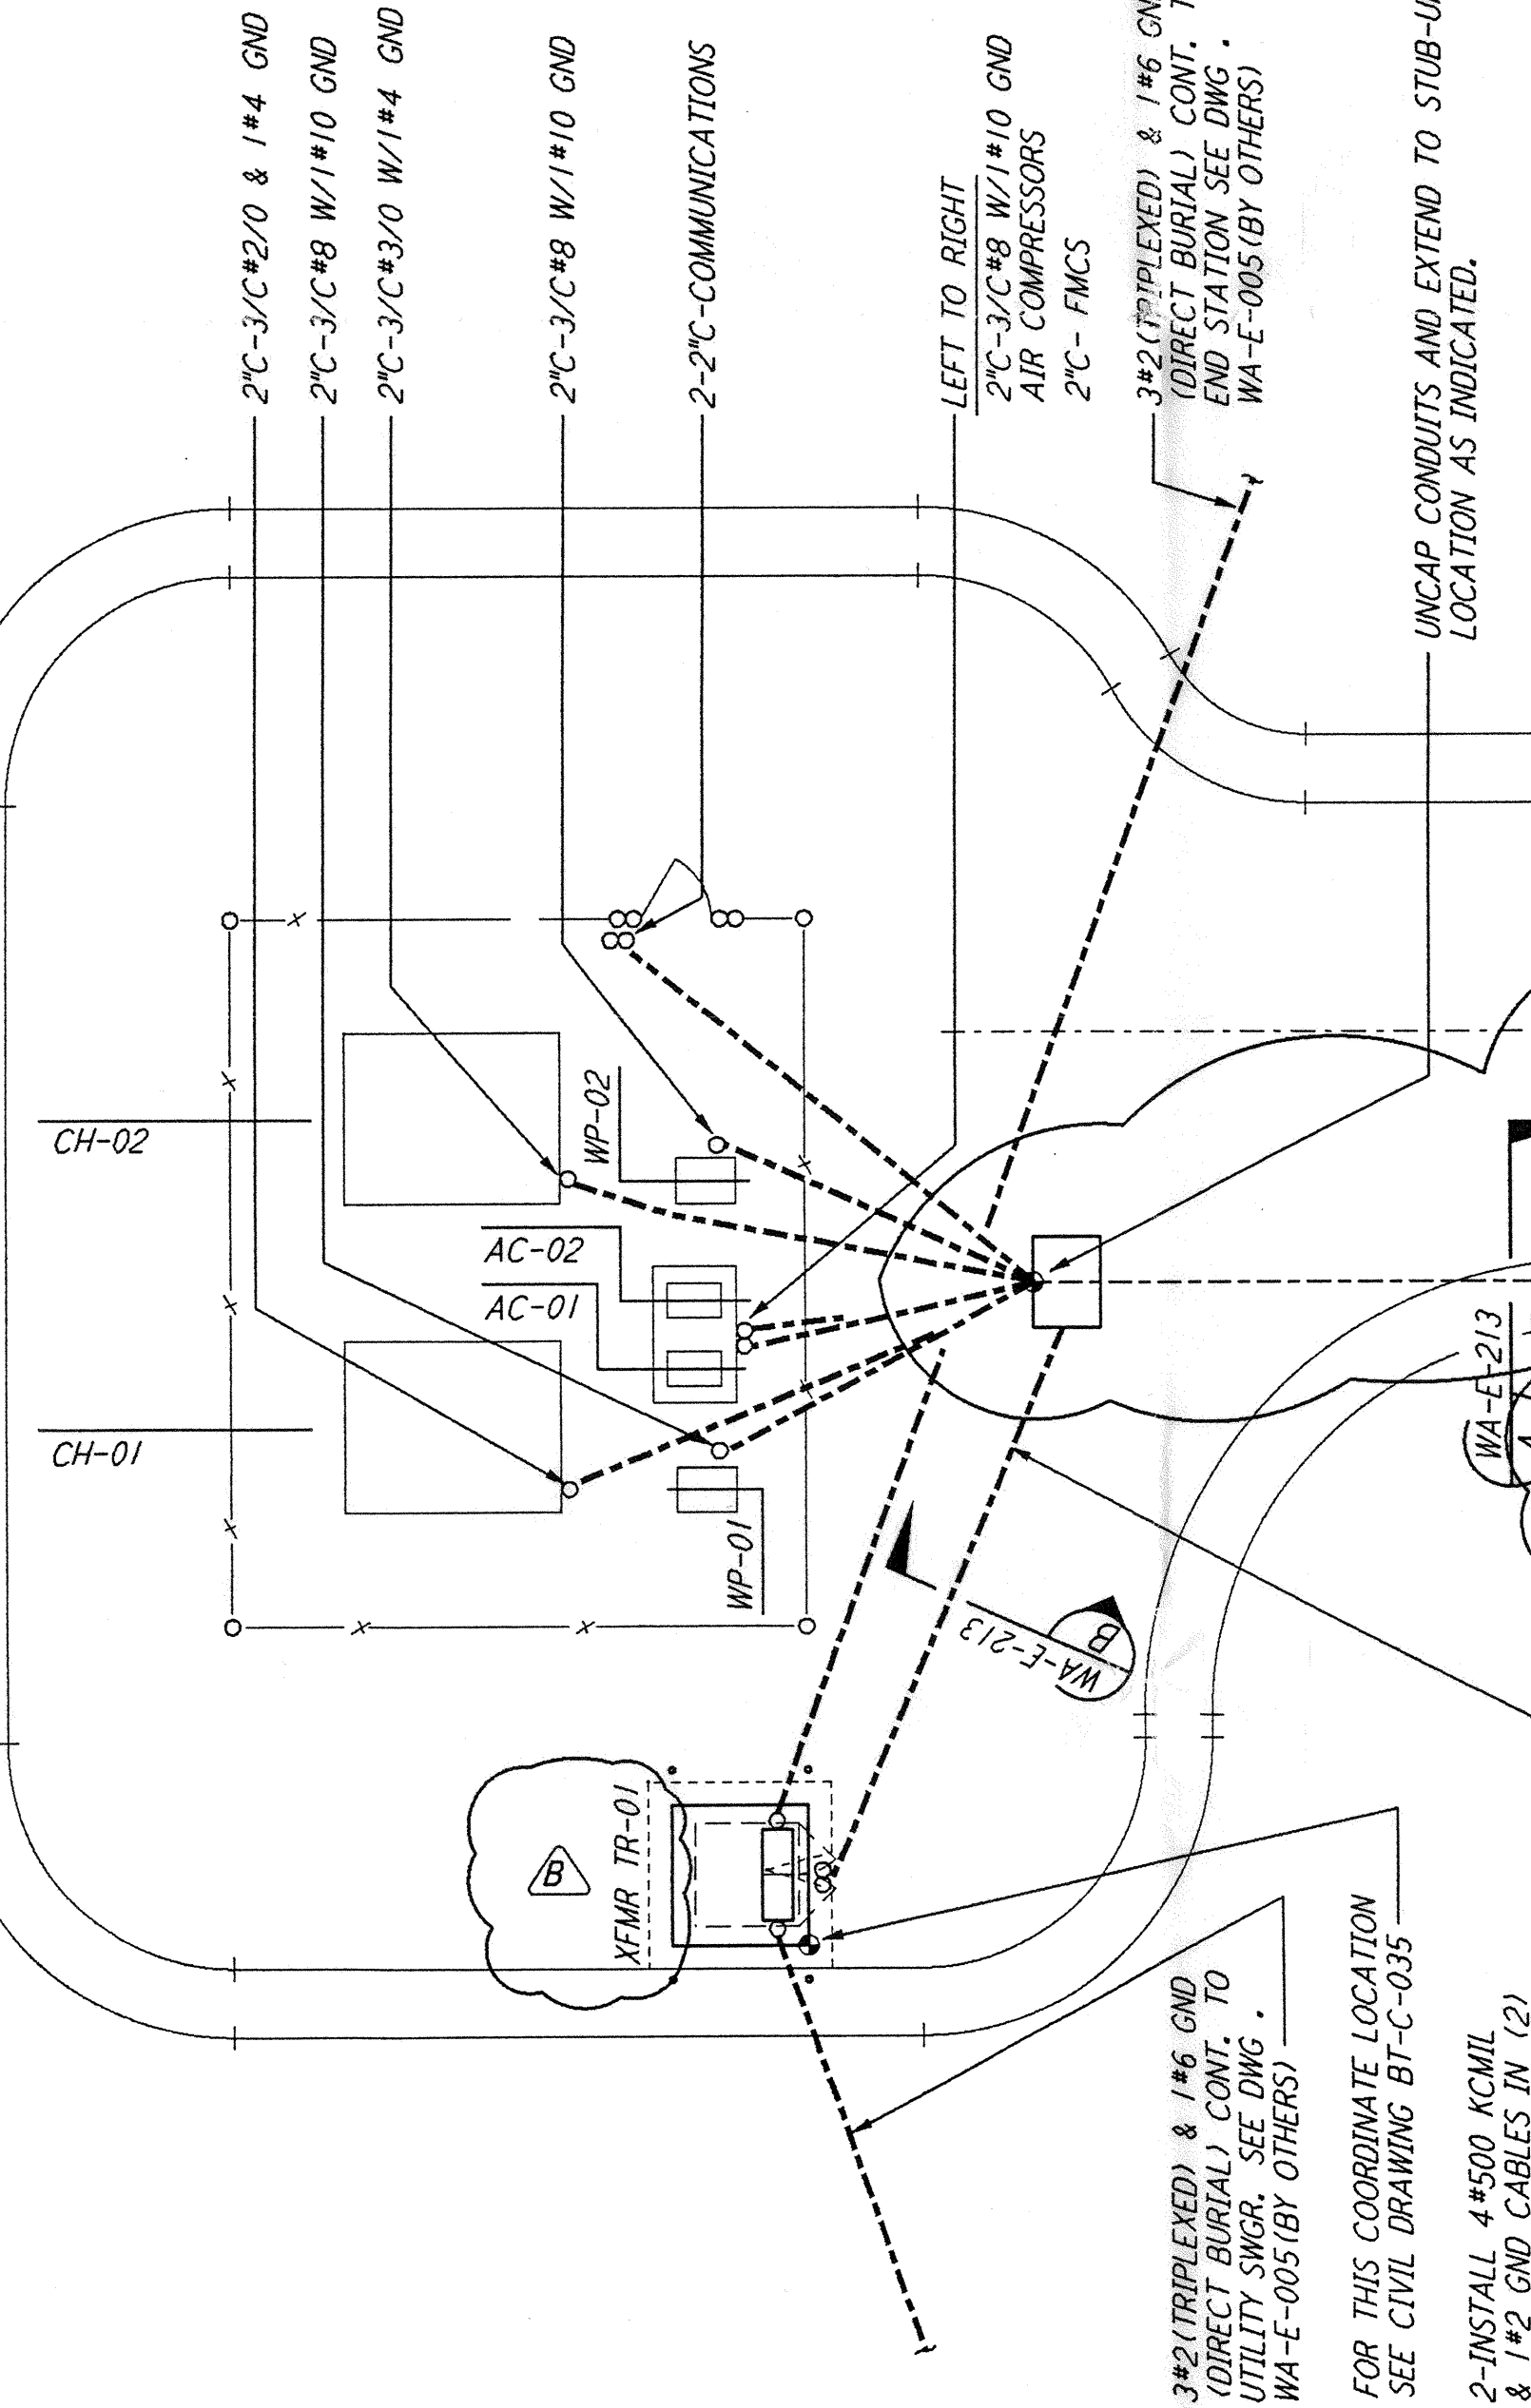 2"C-3/C#2/0 & 1#4 GND
2"C-3/C#8 W/1#10 GND
2"C-3/C#3/0 W/1#4 GND
2"C-3/C#8 W/1#10 GND
2-2"C-COMMUNICATIONS
LEFT TO RIGHT
2"C-3/C#8 W/1#10 GND
AIR COMPRESSORS
2"C- FMCS
3#2(TRIPLEXED) & 1#6 GND
(DIRECT BURIAL) CONT.
END STATION SEE DWG .
WA-E-005(BY OTHERS)
UNCAP CONDUITS AND EXTEND TO STUB-UP
LOCATION AS INDICATED.
CH-02
CH-01
WP-02
AC-02
AC-01
WP-01
WA-E-213
B
WA-E-213
A
XFMR TR-01
B
3#2(TRIPLEXED) & 1#6 GND
(DIRECT BURIAL) CONT. TO
UTILITY SWGR. SEE DWG .
WA-E-005(BY OTHERS)
FOR THIS COORDINATE LOCATION
SEE CIVIL DRAWING BT-C-035
2-INSTALL 4#500 KCMIL
& 1#2 GND CABLES IN (2)